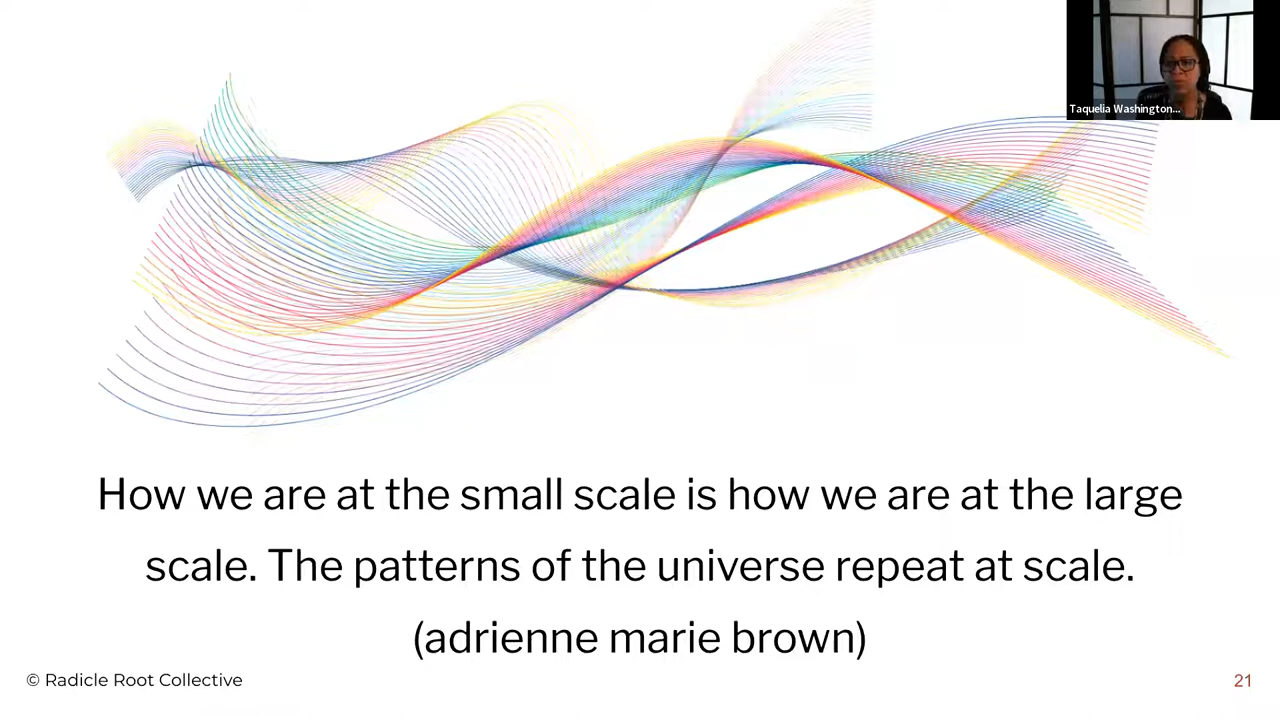 Taquelia Washington...
How we are at the small scale is how we are at the large
scale. The patterns of the universe repeat at scale.
(adrienne marie brown)
© Radicle Root Collective
21